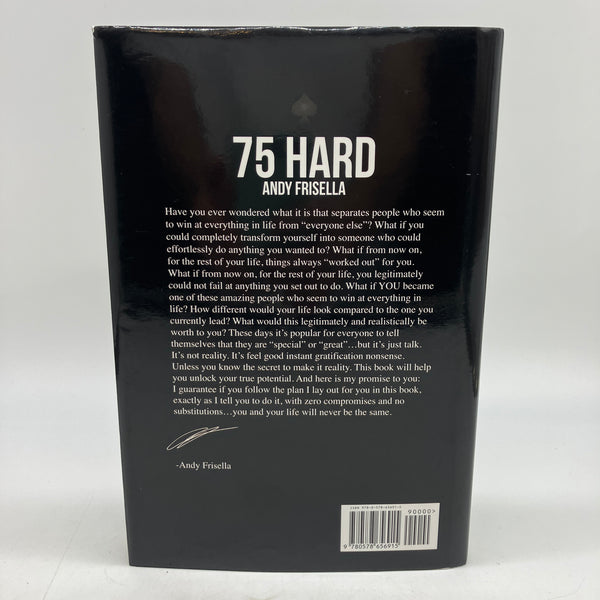 75 HARD
ANDY FRISELLA
Have you ever wondered what it is that separates people who seem
to win at everything in life from “everyone else”? What if you
could completely transform yourself into someone who could
effortlessly do anything you wanted to? What if from now on,
for the rest of your life, things always “worked out” for you.
What if from now on, for the rest of your life, you legitimately
could not fail at anything you set out to do. What if YOU became
one of these amazing people who seem to win at everything in
life? How different would your life look compared to the one you
currently lead? What would this legitimately and realistically be
worth to you? These days it’s popular for everyone to tell
themselves that they are “special” or “great”...but it’s just talk.
It’s not reality. It’s feel good instant gratification nonsense.
Unless you know the secret to make it reality. This book will help
you unlock your true potential. And here is my promise to you:
I guarantee if you follow the plan I lay out for you in this book,
exactly as I tell you to do it, with zero compromises and no
substitutions…you and your life will never be the same.
-Andy Frisella
90000>
9 780578 656915